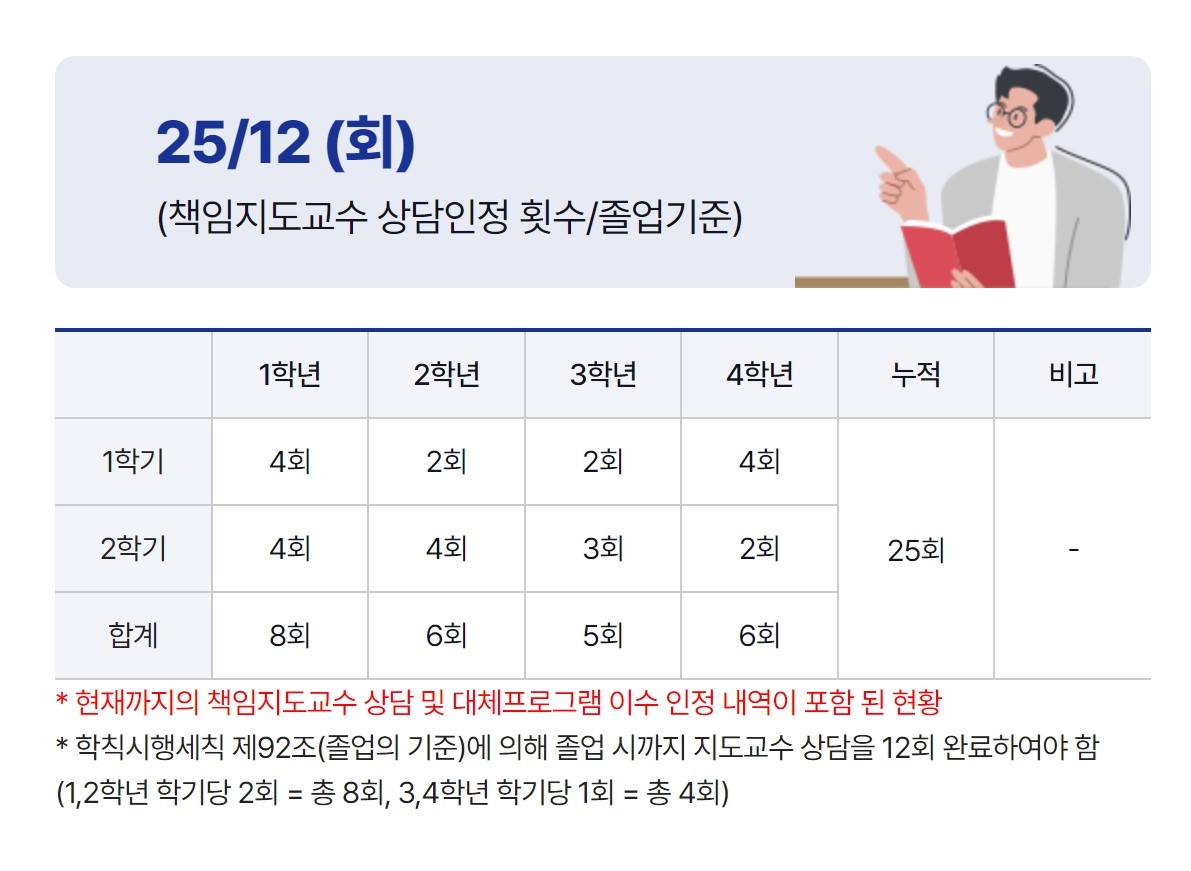 25/12 (회)
(책임지도교수 상담인정 횟수/졸업기준)
1학년 2학년 3학년 4학년 누적 비고
1학기 4회 2회 2회 4회
2학기 4회 4회 3회 2회 25회 -
합계 8회 6회 5회 6회
* 현재까지의 책임지도교수 상담 및 대체프로그램 이수 인정 내역이 포함 된 현황
* 학칙시행세칙 제92조(졸업의 기준)에 의해 졸업 시까지 지도교수 상담을 12회 완료하여야 함
(1,2학년 학기당 2회 = 총 8회, 3,4학년 학기당 1회 = 총 4회)